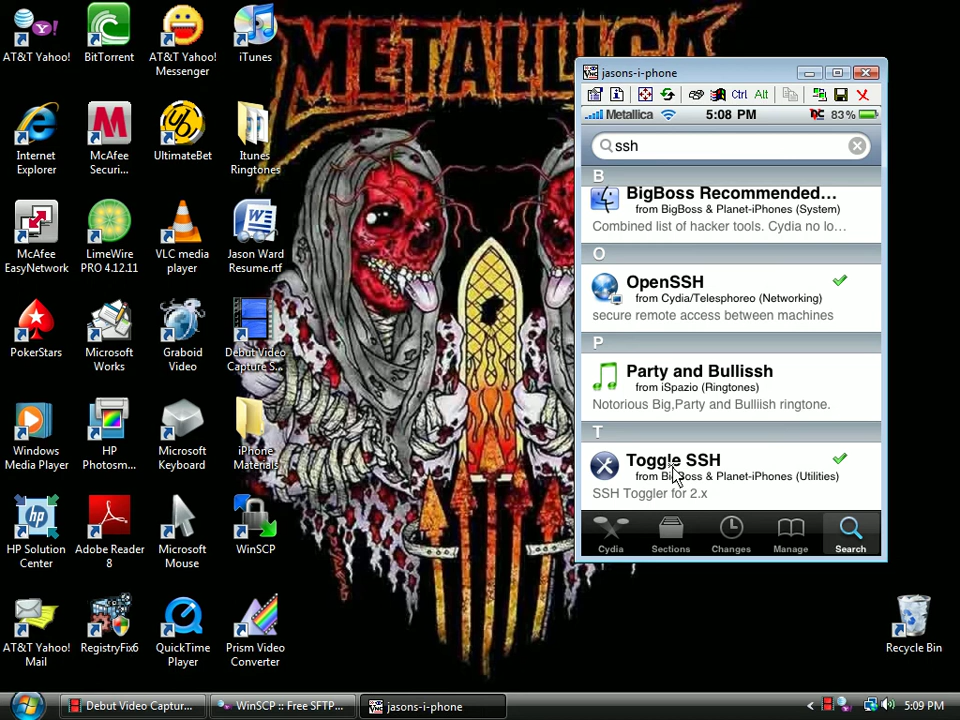 METALLICA
AT&T Yahoo!
BitTorrent
AT&T Yahoo!
Messenger
iTunes
Internet
Explorer
McAfee
Securi...
UltimateBet
Itunes
Ringtones
McAfee
EasyNetwork
LimeWire
PRO 4.12.11
VLC media
player
Jason Ward
Resume.rtf
PokerStars
Microsoft
Works
Graboid
Video
Debut Video
Capture S...
Windows
Media Player
HP
Photosm...
Microsoft
Keyboard
iPhone
Materials
HP Solution
Center
Adobe Reader
8
Microsoft
Mouse
WinSCP
AT&T Yahoo!
Mail
RegistryFix6
QuickTime
Player
Prism Video
Converter
Recycle Bin
jasons-i-phone
Ctrl Alt
Metallica 5:08 PM 83%
ssh
B
BigBoss Recommended...
from BigBoss & Planet-iPhones (System)
Combined list of hacker tools. Cydia no lo...
O
OpenSSH
from Cydia/Telesphoreo (Networking)
secure remote access between machines
P
Party and Bullissh
from iSpazio (Ringtones)
Notorious Big,Party and Bulliish ringtone.
T
Toggle SSH
from BigBoss & Planet-iPhones (Utilities)
SSH Toggler for 2.x
Cydia Sections Changes Manage Search
Debut Video Captur...
WinSCP :: Free SFTP...
jasons-i-phone
5:09 PM